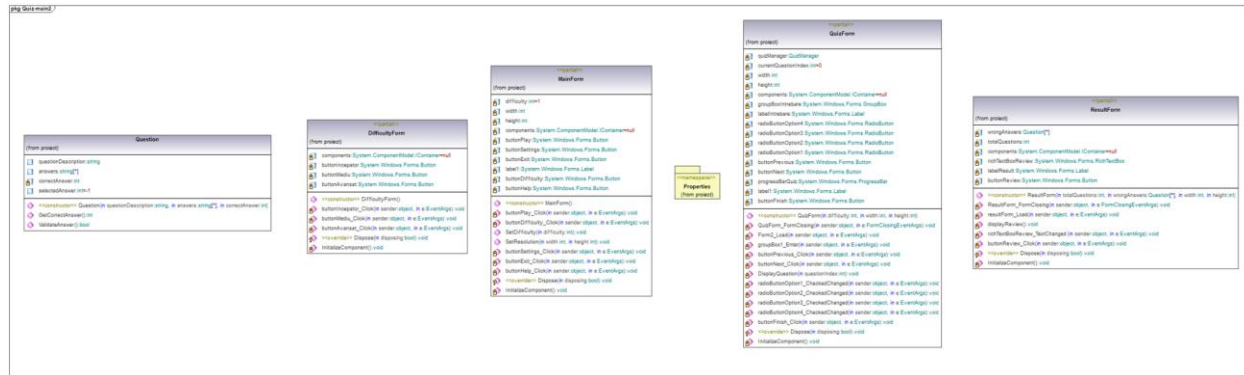 pkg Quiz-main2
Question
(from project)
questionDescription:string
answers:string[*]
correctAnswer:int
selectedAnswer:int=-1
<<constructor>> Question(in questionDescription:string, in answers:string[*], in correctAnswer:int)
GetCorrectAnswer():int
ValidateAnswer():bool
<<partial>>
DifficultyForm
(from project)
components:System.ComponentModel.IContainer=null
buttonIncepator:System.Windows.Forms.Button
buttonMediu:System.Windows.Forms.Button
buttonAvansat:System.Windows.Forms.Button
<<constructor>> DifficultyForm()
buttonIncepator_Click(in sender:object, in e:EventArgs):void
buttonMediu_Click(in sender:object, in e:EventArgs):void
buttonAvansat_Click(in sender:object, in e:EventArgs):void
<<override>> Dispose(in disposing:bool):void
InitializeComponent():void
<<partial>>
MainForm
(from project)
difficulty:int=1
width:int
height:int
components:System.ComponentModel.IContainer=null
buttonPlay:System.Windows.Forms.Button
buttonSettings:System.Windows.Forms.Button
buttonExit:System.Windows.Forms.Button
label1:System.Windows.Forms.Label
buttonDifficulty:System.Windows.Forms.Button
buttonHelp:System.Windows.Forms.Button
<<constructor>> MainForm()
buttonPlay_Click(in sender:object, in e:EventArgs):void
buttonDifficulty_Click(in sender:object, in e:EventArgs):void
SetDifficulty(in difficulty:int):void
SetResolution(in width:int, in height:int):void
buttonSettings_Click(in sender:object, in e:EventArgs):void
buttonExit_Click(in sender:object, in e:EventArgs):void
buttonHelp_Click(in sender:object, in e:EventArgs):void
<<override>> Dispose(in disposing:bool):void
InitializeComponent():void
<<namespace>>
Properties
(from project)
<<partial>>
QuizForm
(from project)
quizManager:QuizManager
currentQuestionIndex:int=0
width:int
height:int
components:System.ComponentModel.IContainer=null
groupBoxIntrebare:System.Windows.Forms.GroupBox
labelIntrebare:System.Windows.Forms.Label
radioButtonOption4:System.Windows.Forms.RadioButton
radioButtonOption3:System.Windows.Forms.RadioButton
radioButtonOption2:System.Windows.Forms.RadioButton
radioButtonOption1:System.Windows.Forms.RadioButton
buttonPrevious:System.Windows.Forms.Button
buttonNext:System.Windows.Forms.Button
progressBarQuiz:System.Windows.Forms.ProgressBar
label1:System.Windows.Forms.Label
buttonFinish:System.Windows.Forms.Button
<<constructor>> QuizForm(in difficulty:int, in width:int, in height:int)
QuizForm_FormClosing(in sender:object, in e:FormClosingEventArgs):void
Form2_Load(in sender:object, in e:EventArgs):void
groupBox1_Enter(in sender:object, in e:EventArgs):void
buttonPrevious_Click(in sender:object, in e:EventArgs):void
buttonNext_Click(in sender:object, in e:EventArgs):void
DisplayQuestion(in questionIndex:int):void
radioButtonOption1_CheckedChanged(in sender:object, in e:EventArgs):void
radioButtonOption2_CheckedChanged(in sender:object, in e:EventArgs):void
radioButtonOption3_CheckedChanged(in sender:object, in e:EventArgs):void
radioButtonOption4_CheckedChanged(in sender:object, in e:EventArgs):void
buttonFinish_Click(in sender:object, in e:EventArgs):void
<<override>> Dispose(in disposing:bool):void
InitializeComponent():void
<<partial>>
ResultForm
(from project)
wrongAnswers:Question[*]
totalQuestions:int
components:System.ComponentModel.IContainer=null
richTextBoxReview:System.Windows.Forms.RichTextBox
labelResult:System.Windows.Forms.Label
buttonReview:System.Windows.Forms.Button
<<constructor>> ResultForm(in totalQuestions:int, in wrongAnswers:Question[*], in width:int, in height:int)
ResultForm_FormClosing(in sender:object, in e:FormClosingEventArgs):void
resultForm_Load(in sender:object, in e:EventArgs):void
displayReview():void
richTextBoxReview_TextChanged(in sender:object, in e:EventArgs):void
buttonReview_Click(in sender:object, in e:EventArgs):void
<<override>> Dispose(in disposing:bool):void
InitializeComponent():void